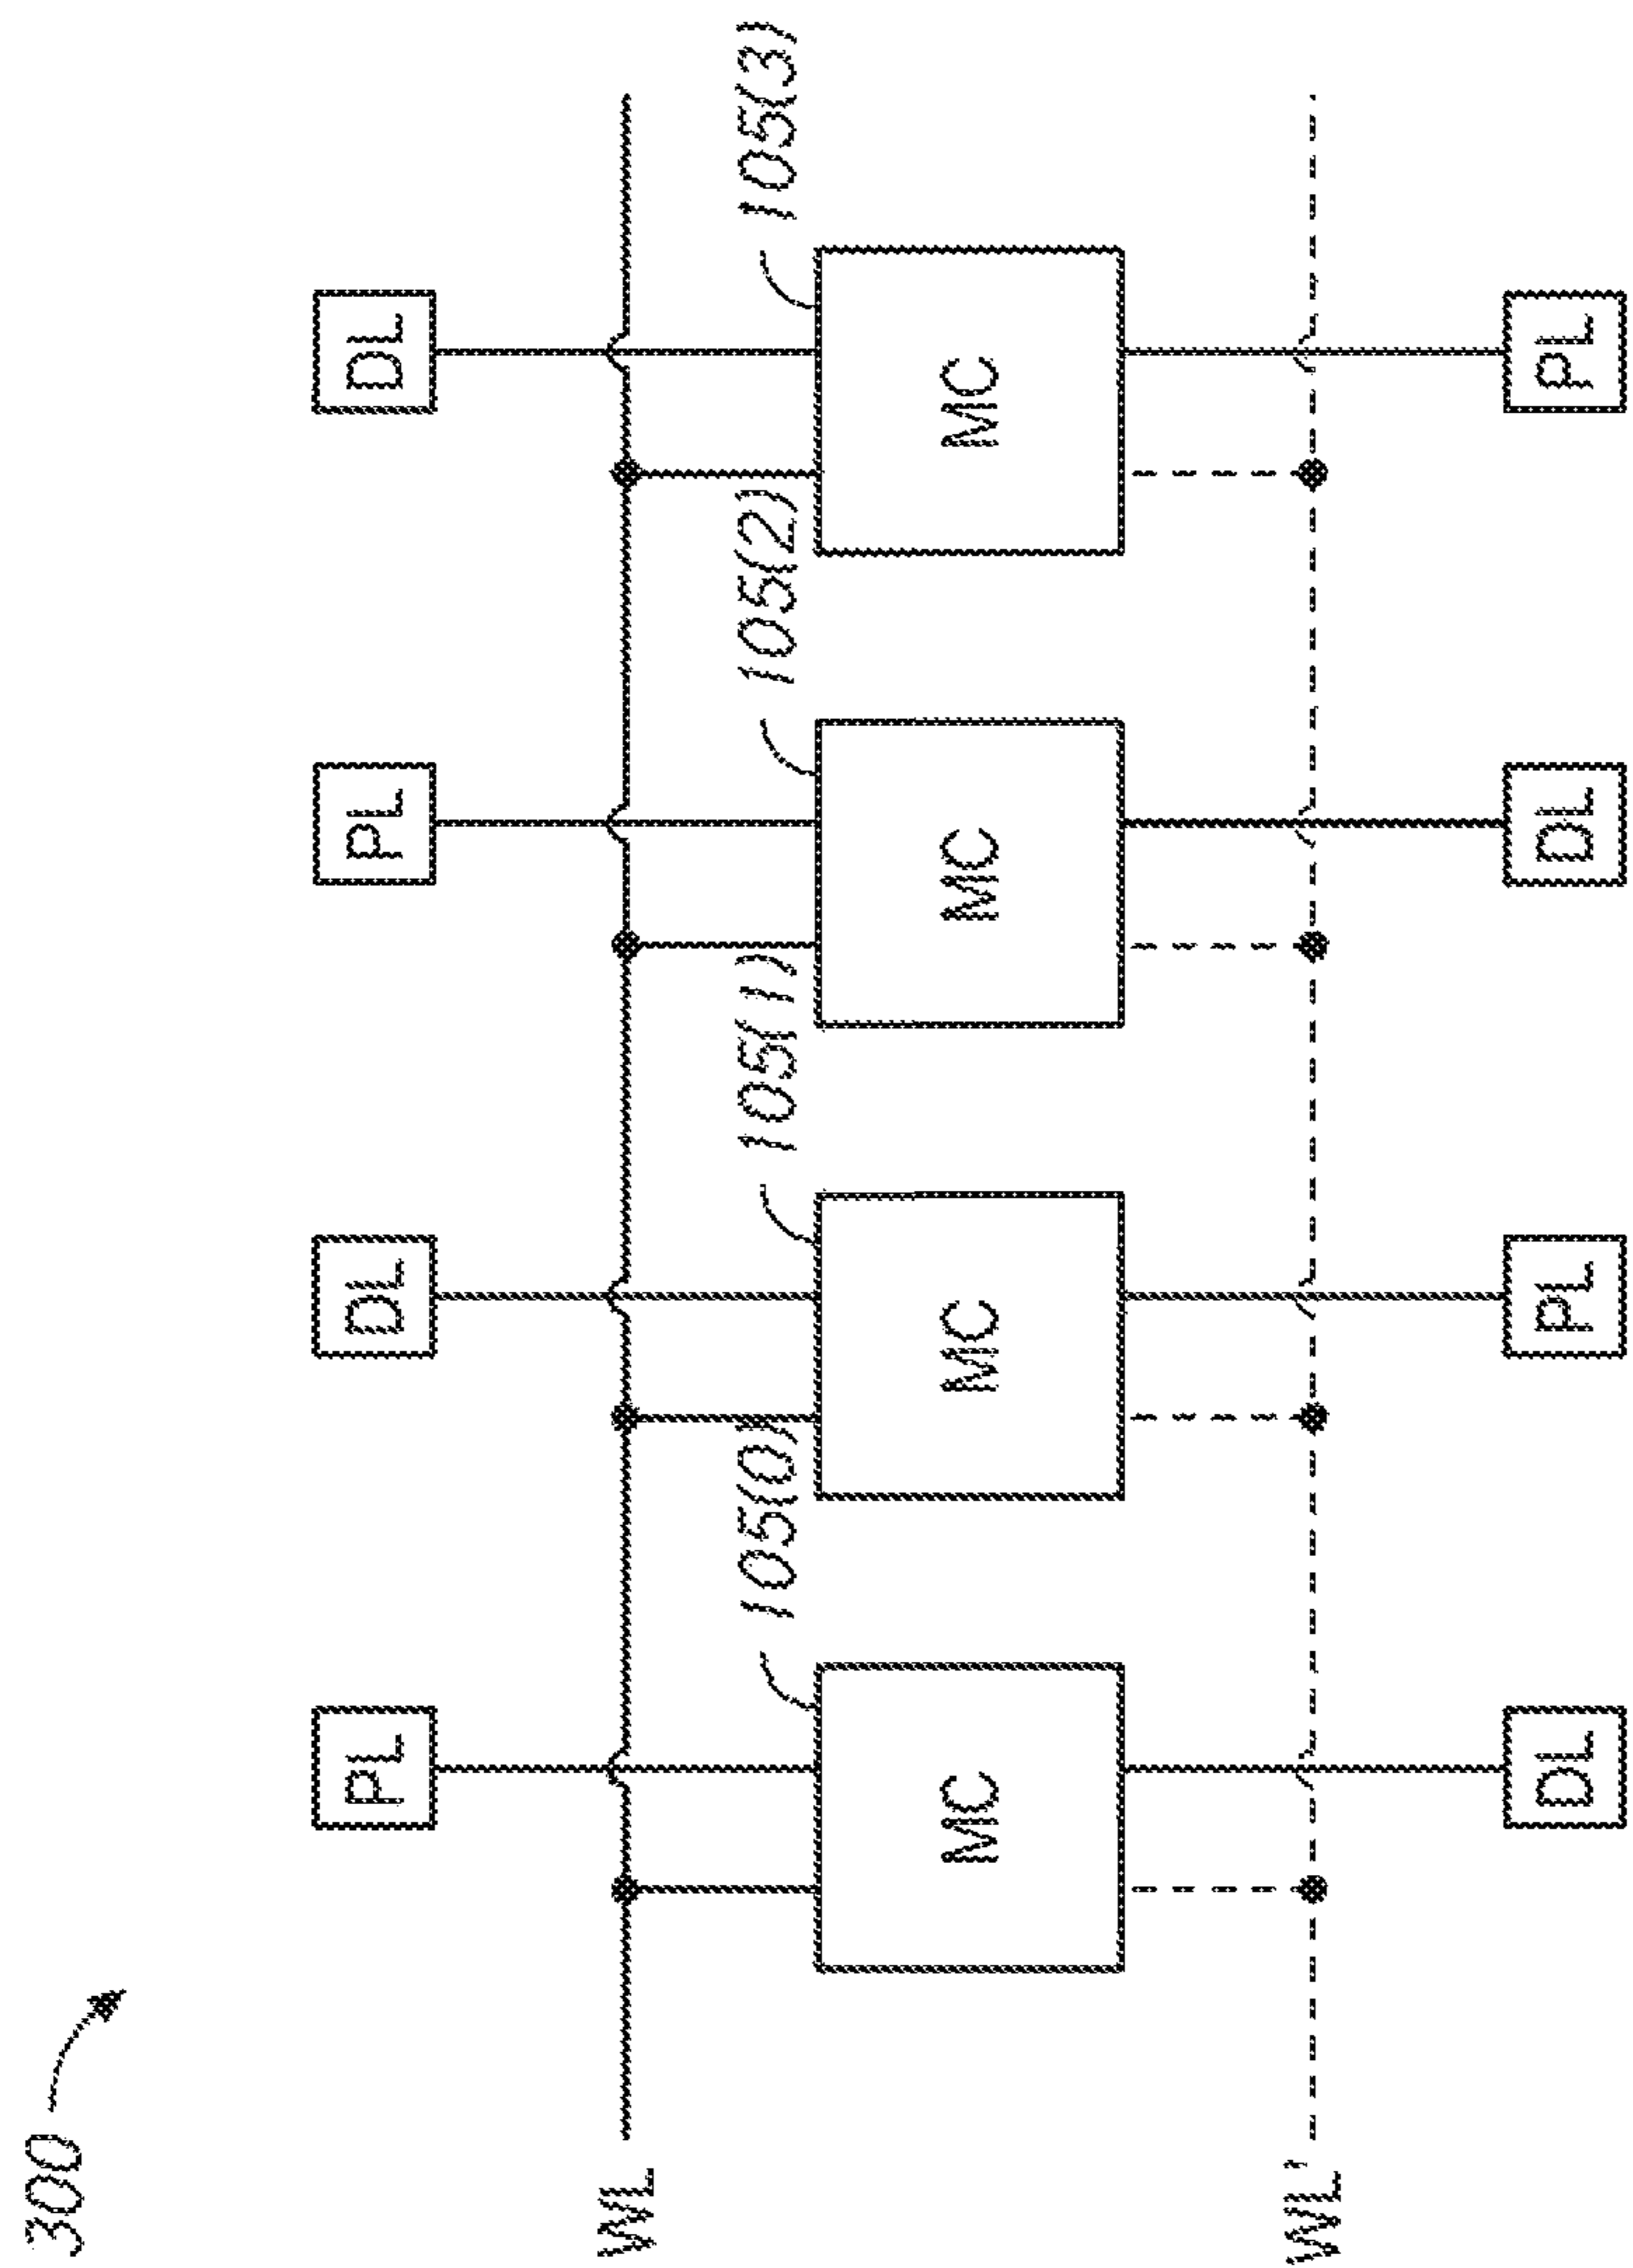 300
PL DL PL DL
WL
105(0) 105(1) 105(2) 105(3)
MC MC MC MC
WL'
DL PL DL PL